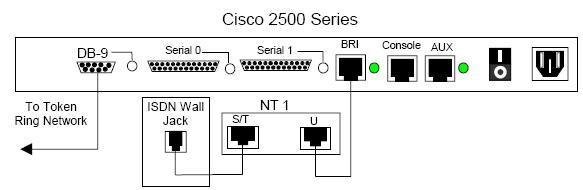 Cisco 2500 Series
DB-9
Serial 0
Serial 1
BRI
Console
AUX
To Token
Ring Network
ISDN Wall
Jack
NT 1
S/T
U